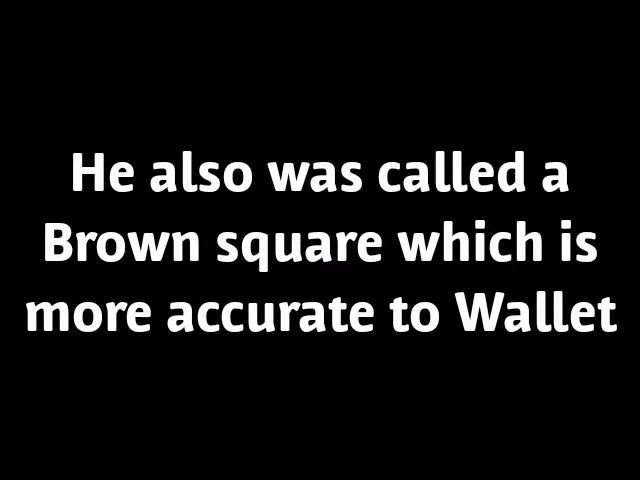 He also was called a
Brown square which is
more accurate to Wallet